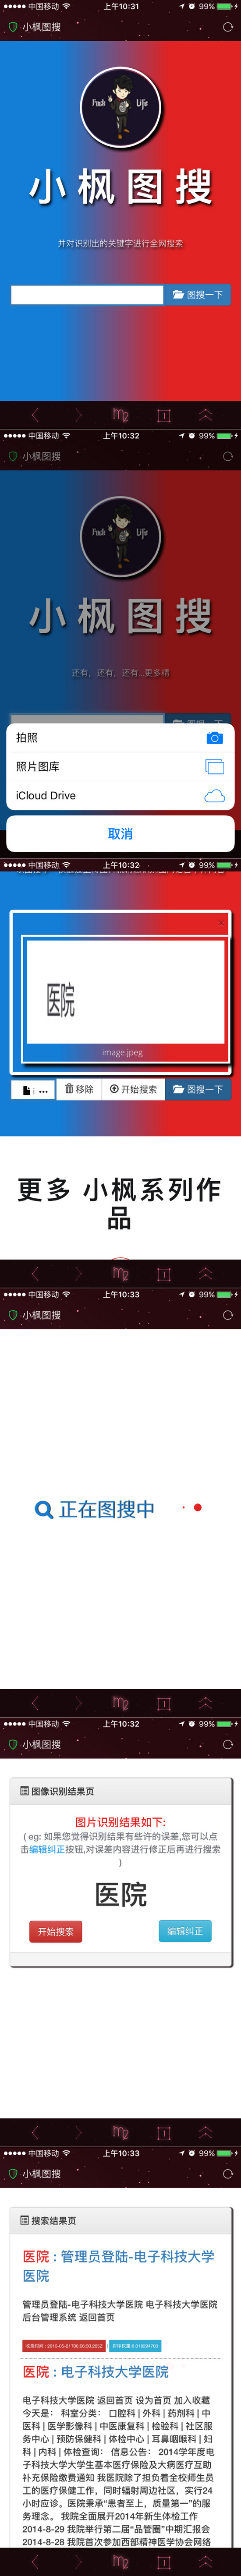 中国移动 上午10:31 99%
小枫图搜
Fuck Life
小枫图搜
并对识别出的关键字进行全网搜索
图搜一下
1
中国移动 上午10:32 99%
小枫图搜
Fuck Life
小枫图搜
还有，还有，还有...更多精
图搜一下
拍照
照片图库
iCloud Drive
取消
中国移动 上午10:32 99%
×
医院
image.jpeg
i ... 移除 开始搜索 图搜一下
更多 小枫系列作
品
1
中国移动 上午10:33 99%
小枫图搜
正在图搜中
1
中国移动 上午10:32 99%
小枫图搜
图像识别结果页
图片识别结果如下:
( eg: 如果您觉得识别结果有些许的误差,您可以点
击编辑纠正按钮,对误差内容进行修正后再进行搜索
)
医院
开始搜索 编辑纠正
1
中国移动 上午10:33 99%
小枫图搜
搜索结果页
医院 : 管理员登陆-电子科技大学
医院
管理员登陆-电子科技大学医院 电子科技大学医院
后台管理系统 返回首页
医院 : 电子科技大学医院
电子科技大学医院 返回首页 设为首页 加入收藏
今天是： 科室分类： 口腔科 | 外科 | 药剂科 | 中
医科 | 医学影像科 | 中医康复科 | 检验科 | 社区服
务中心 | 预防保健科 | 体检中心 | 耳鼻咽喉科 | 妇
科 | 内科 | 体检查询： 信息公告： 2014学年度电
子科技大学大学生基本医疗保险及大病医疗互助
补充保险缴费通知 我医院除了担负着全校师生员
工的医疗保健工作，同时辐射周边社区，实行24
小时应诊。医院秉承“患者至上，质量第一”的服
务理念。 我院全面展开2014年新生体检工作
2014-8-29 我院举行第二届“品管圈”中期汇报会
2014-8-28 我院首次参加西部精神医学协会网络
1